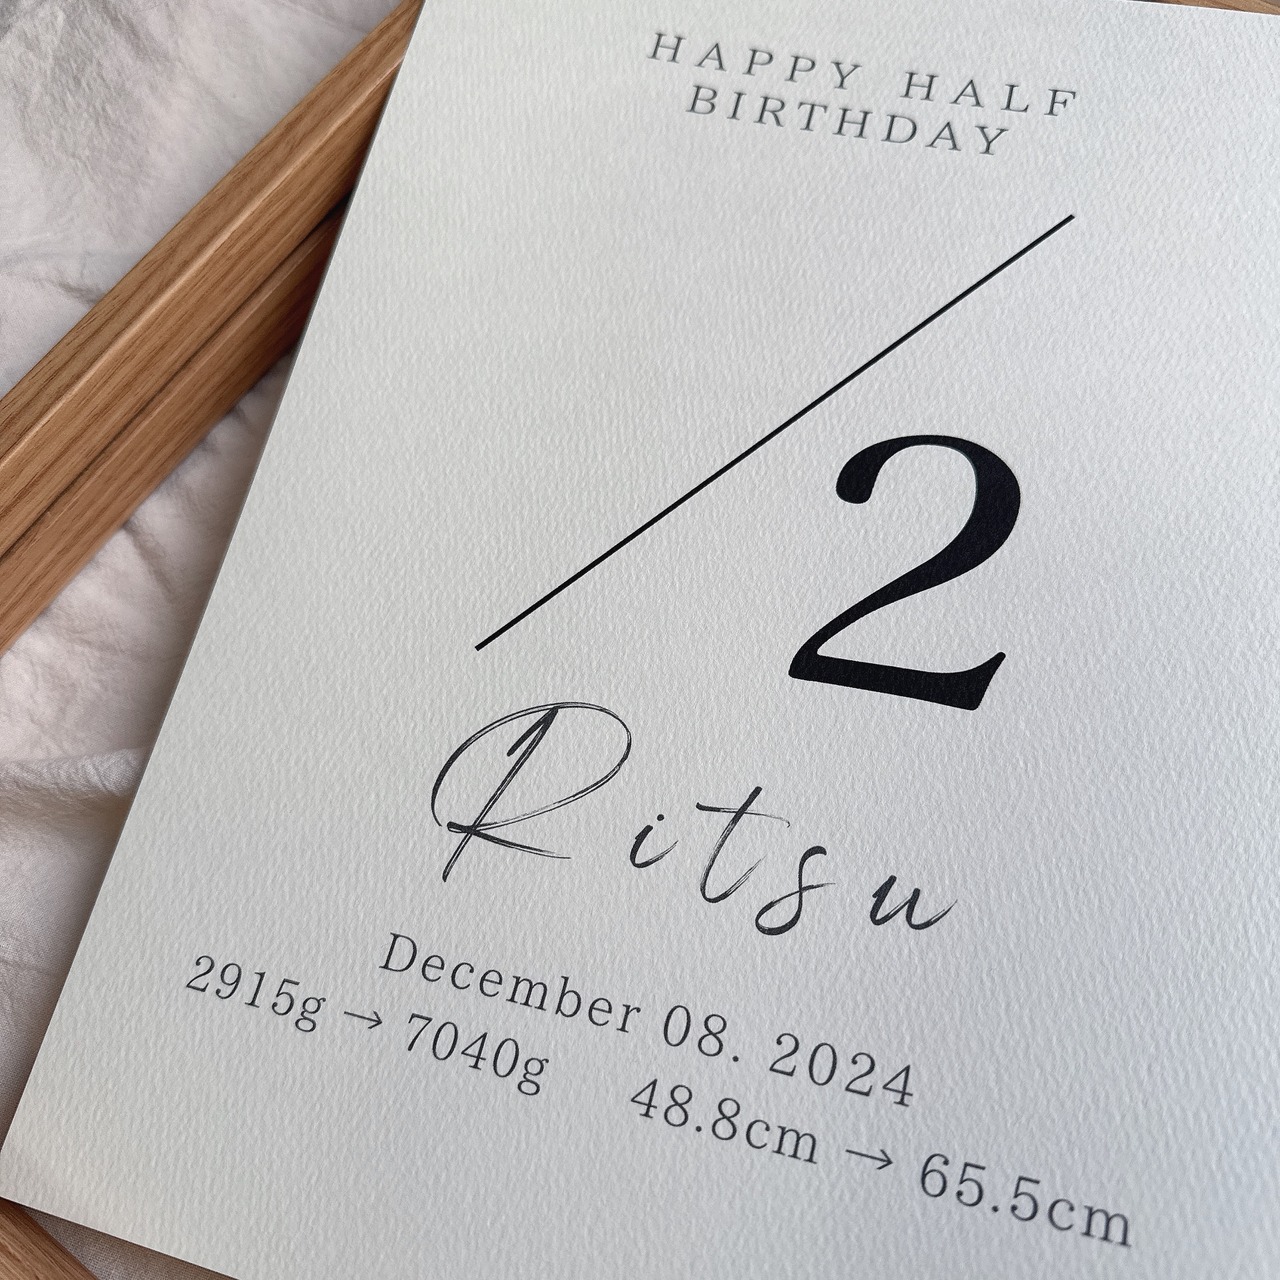 HAPPY HALF
BIRTHDAY
/2
Ritsu
December 08. 2024
2915g → 7040g 48.8cm → 65.5cm